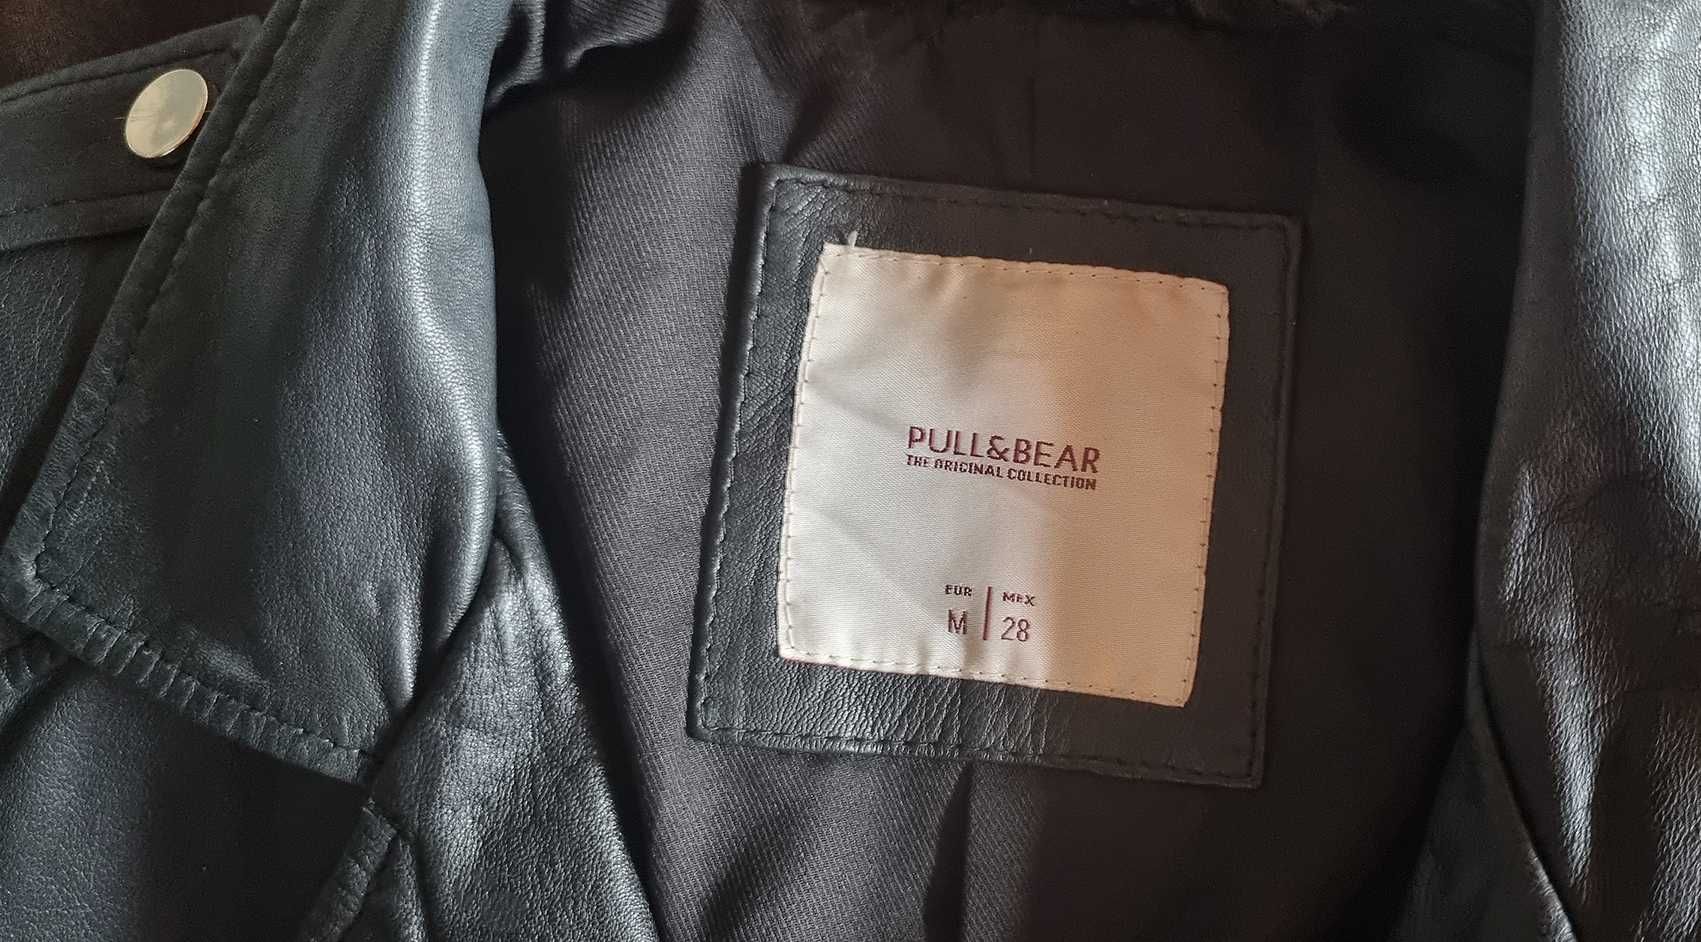 PULL&BEAR
THE ORIGINAL COLLECTION
EUR | MEX
M | 28